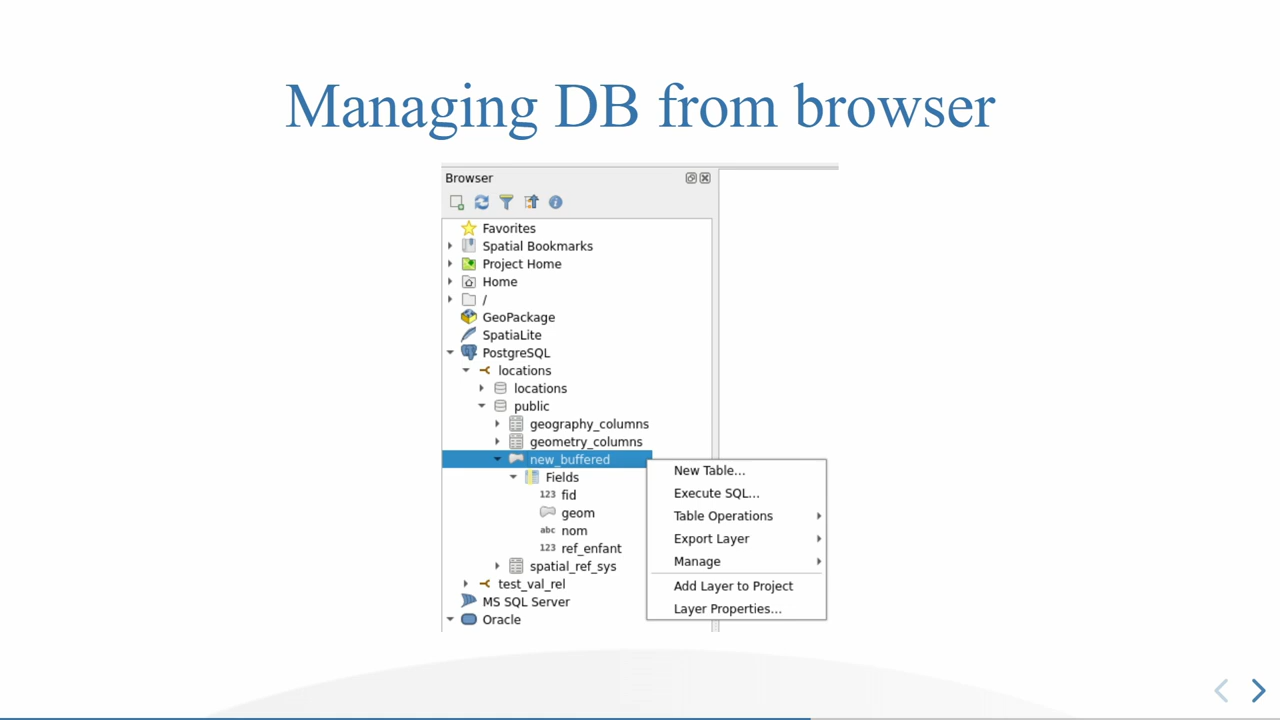 Managing DB from browser
Browser
Favorites
Spatial Bookmarks
Project Home
Home
/
GeoPackage
SpatiaLite
PostgreSQL
locations
locations
public
geography_columns
geometry_columns
new_buffered
Fields
123 fid
geom
abc nom
123 ref_enfant
spatial_ref_sys
test_val_rel
MS SQL Server
Oracle
New Table...
Execute SQL...
Table Operations
Export Layer
Manage
Add Layer to Project
Layer Properties...